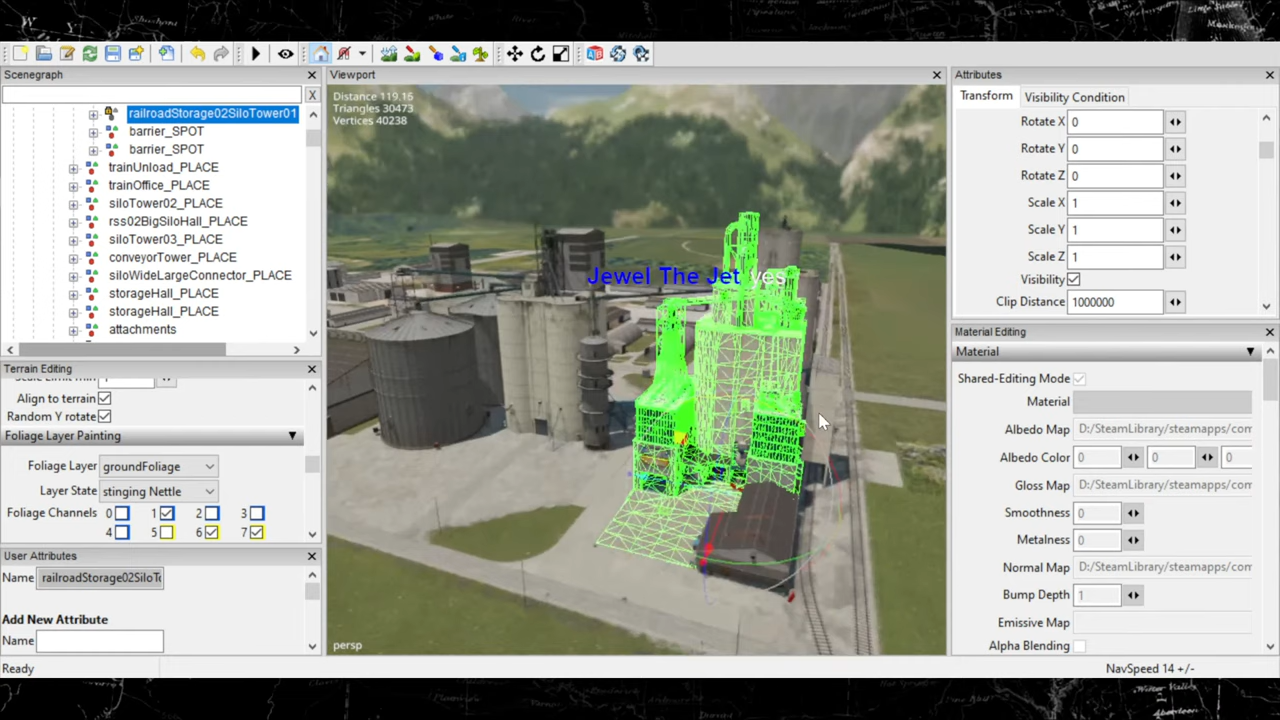 Scenegraph
X
railroadStorage02SiloTower01
barrier_SPOT
barrier_SPOT
trainUnload_PLACE
trainOffice_PLACE
siloTower02_PLACE
rss02BigSiloHall_PLACE
siloTower03_PLACE
conveyorTower_PLACE
siloWideLargeConnector_PLACE
storageHall_PLACE
storageHall_PLACE
attachments
Terrain Editing
Align to terrain
Random Y rotate
Foliage Layer Painting
Foliage Layer groundFoliage
Layer State stinging Nettle
Foliage Channels 0 1 2 3
4 5 6 7
User Attributes
Name railroadStorage02SiloT
Add New Attribute
Name
Ready
Viewport
Distance 119.16
Triangles 30473
Vertices 40238
Jewel The Jet yes
persp
Attributes
Transform Visibility Condition
Rotate X 0
Rotate Y 0
Rotate Z 0
Scale X 1
Scale Y 1
Scale Z 1
Visibility
Clip Distance 1000000
Material Editing
Material
Shared-Editing Mode
Material
Albedo Map D:/SteamLibrary/steamapps/com
Albedo Color 0 0 0
Gloss Map D:/SteamLibrary/steamapps/com
Smoothness 0
Metalness 0
Normal Map D:/SteamLibrary/steamapps/com
Bump Depth 1
Emissive Map
Alpha Blending
NavSpeed 14 +/-